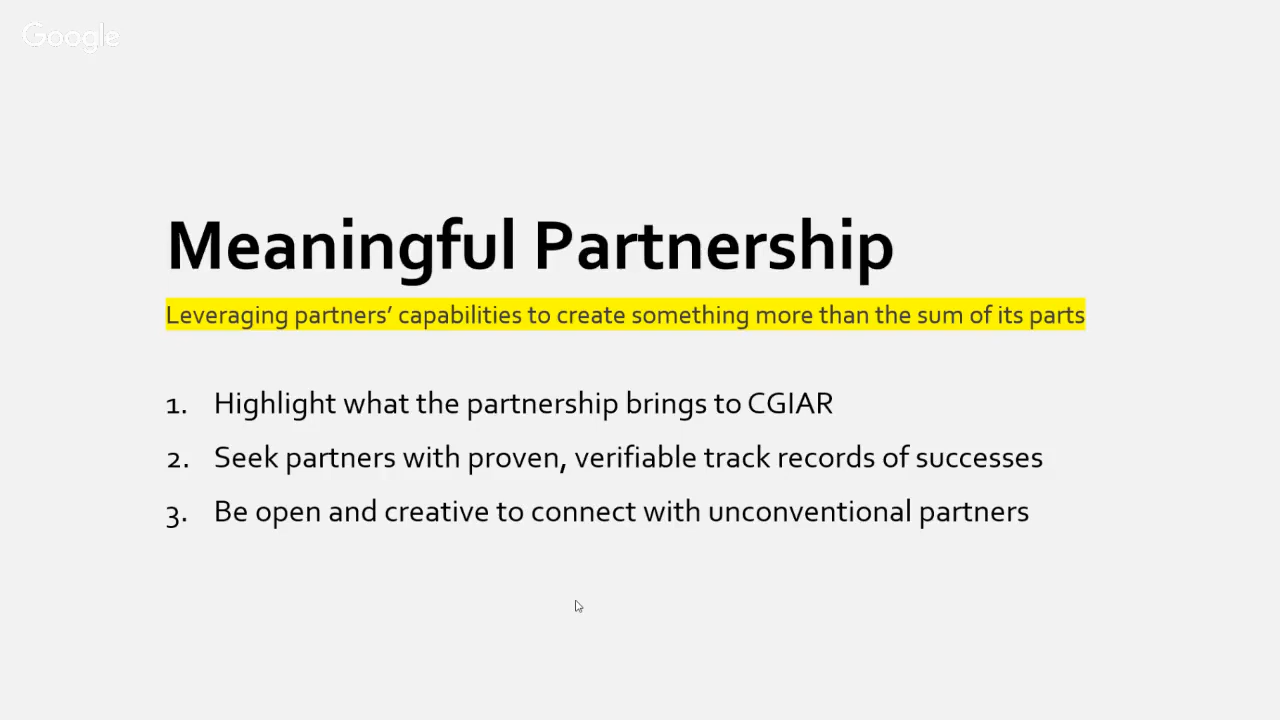 Google
Meaningful Partnership
Leveraging partners’ capabilities to create something more than the sum of its parts
1. Highlight what the partnership brings to CGIAR
2. Seek partners with proven, verifiable track records of successes
3. Be open and creative to connect with unconventional partners